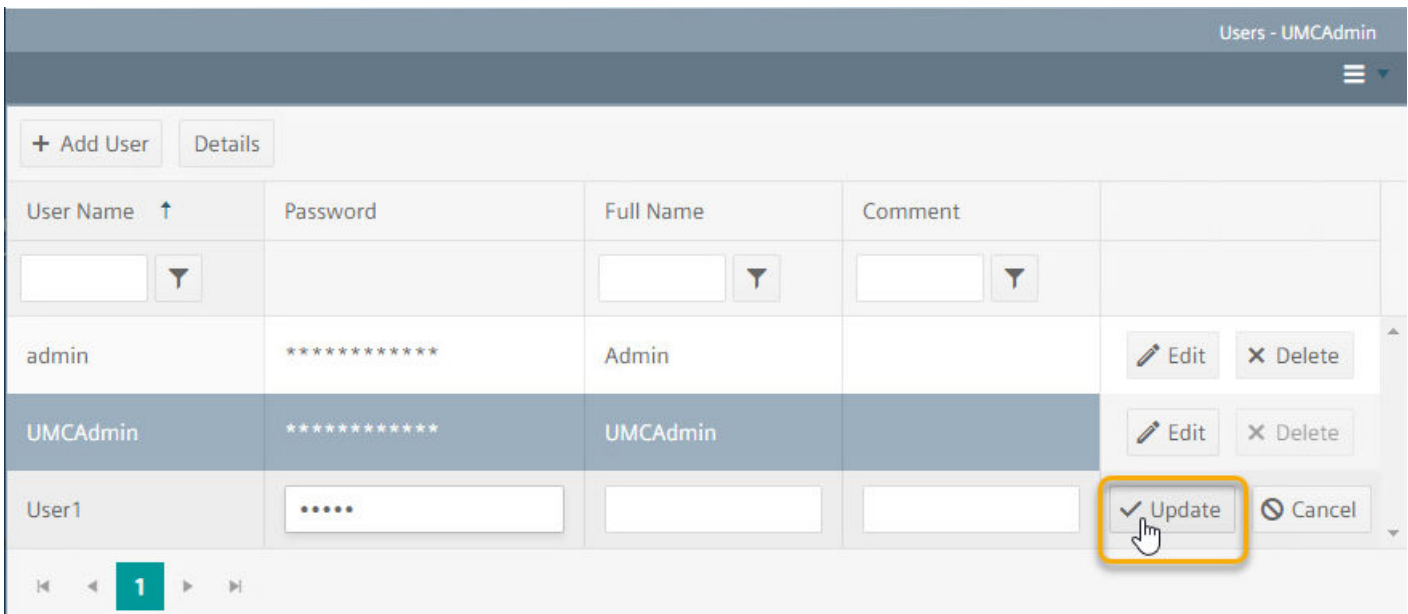 Users - UMCAdmin
+ Add User Details
User Name ↑ Password Full Name Comment
admin ************ Admin Edit Delete
UMCAdmin ************ UMCAdmin Edit Delete
User1 ••••• Update Cancel
1